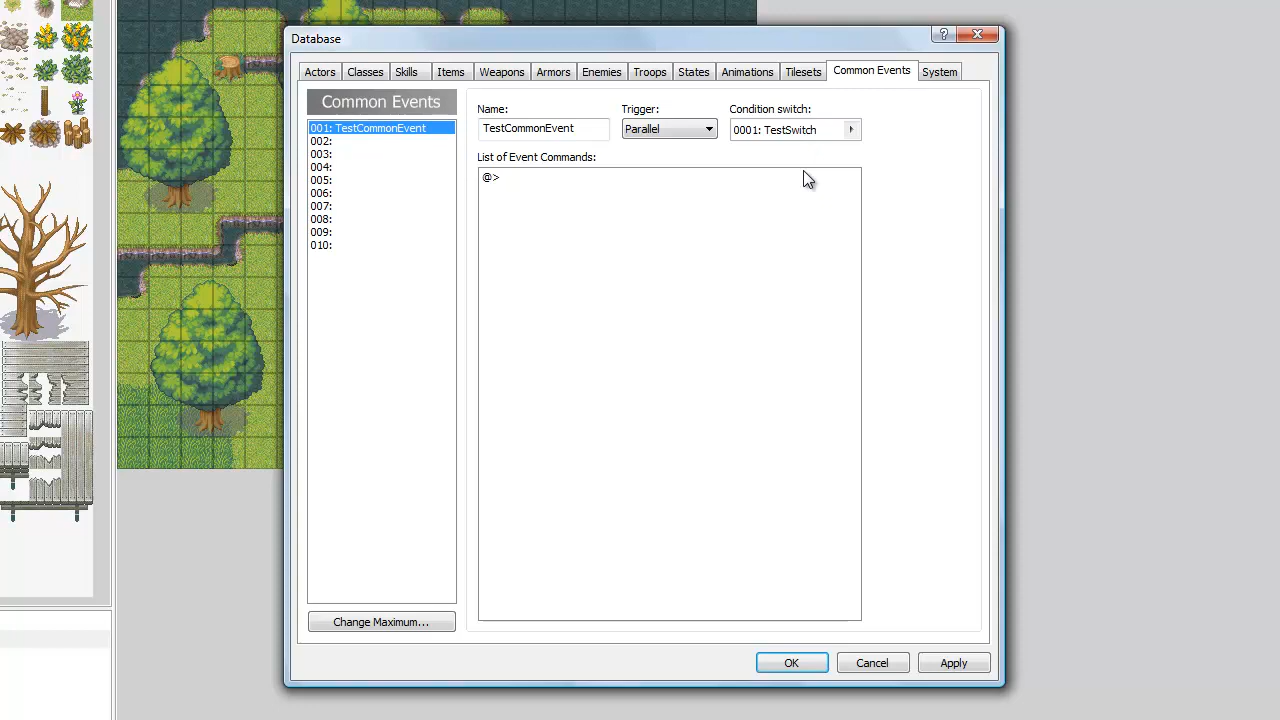 Database
?
Actors Classes Skills Items Weapons Armors Enemies Troops States Animations Tilesets Common Events System
Common Events
001: TestCommonEvent
002:
003:
004:
005:
006:
007:
008:
009:
010:
Change Maximum...
Name:
TestCommonEvent
Trigger:
Parallel
Condition switch:
0001: TestSwitch
List of Event Commands:
@>
OK Cancel Apply